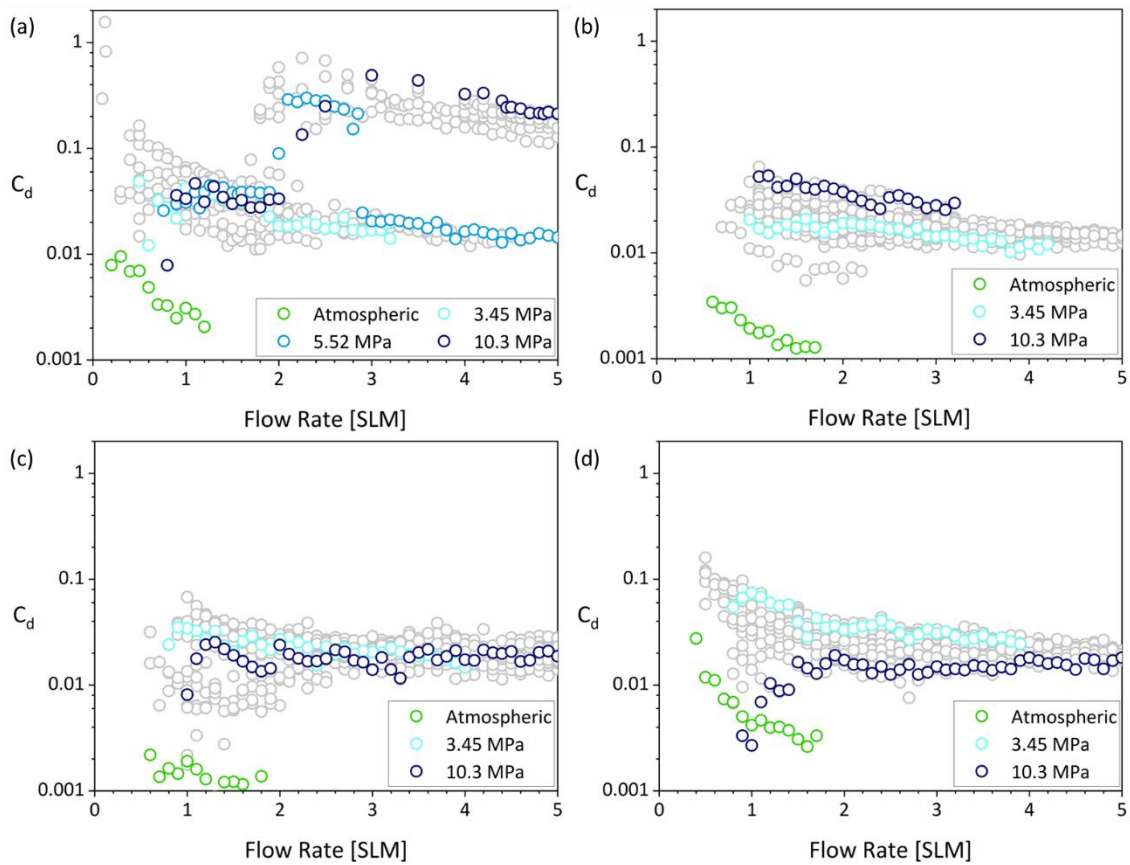 (a)
1
0.1
0.01
0.001
C_d
0 1 2 3 4 5
Flow Rate [SLM]
Atmospheric 3.45 MPa
5.52 MPa 10.3 MPa
(b)
1
0.1
0.01
0.001
C_d
0 1 2 3 4 5
Flow Rate [SLM]
Atmospheric
3.45 MPa
10.3 MPa
(c)
1
0.1
0.01
0.001
C_d
0 1 2 3 4 5
Flow Rate [SLM]
Atmospheric
3.45 MPa
10.3 MPa
(d)
1
0.1
0.01
0.001
C_d
0 1 2 3 4 5
Flow Rate [SLM]
Atmospheric
3.45 MPa
10.3 MPa